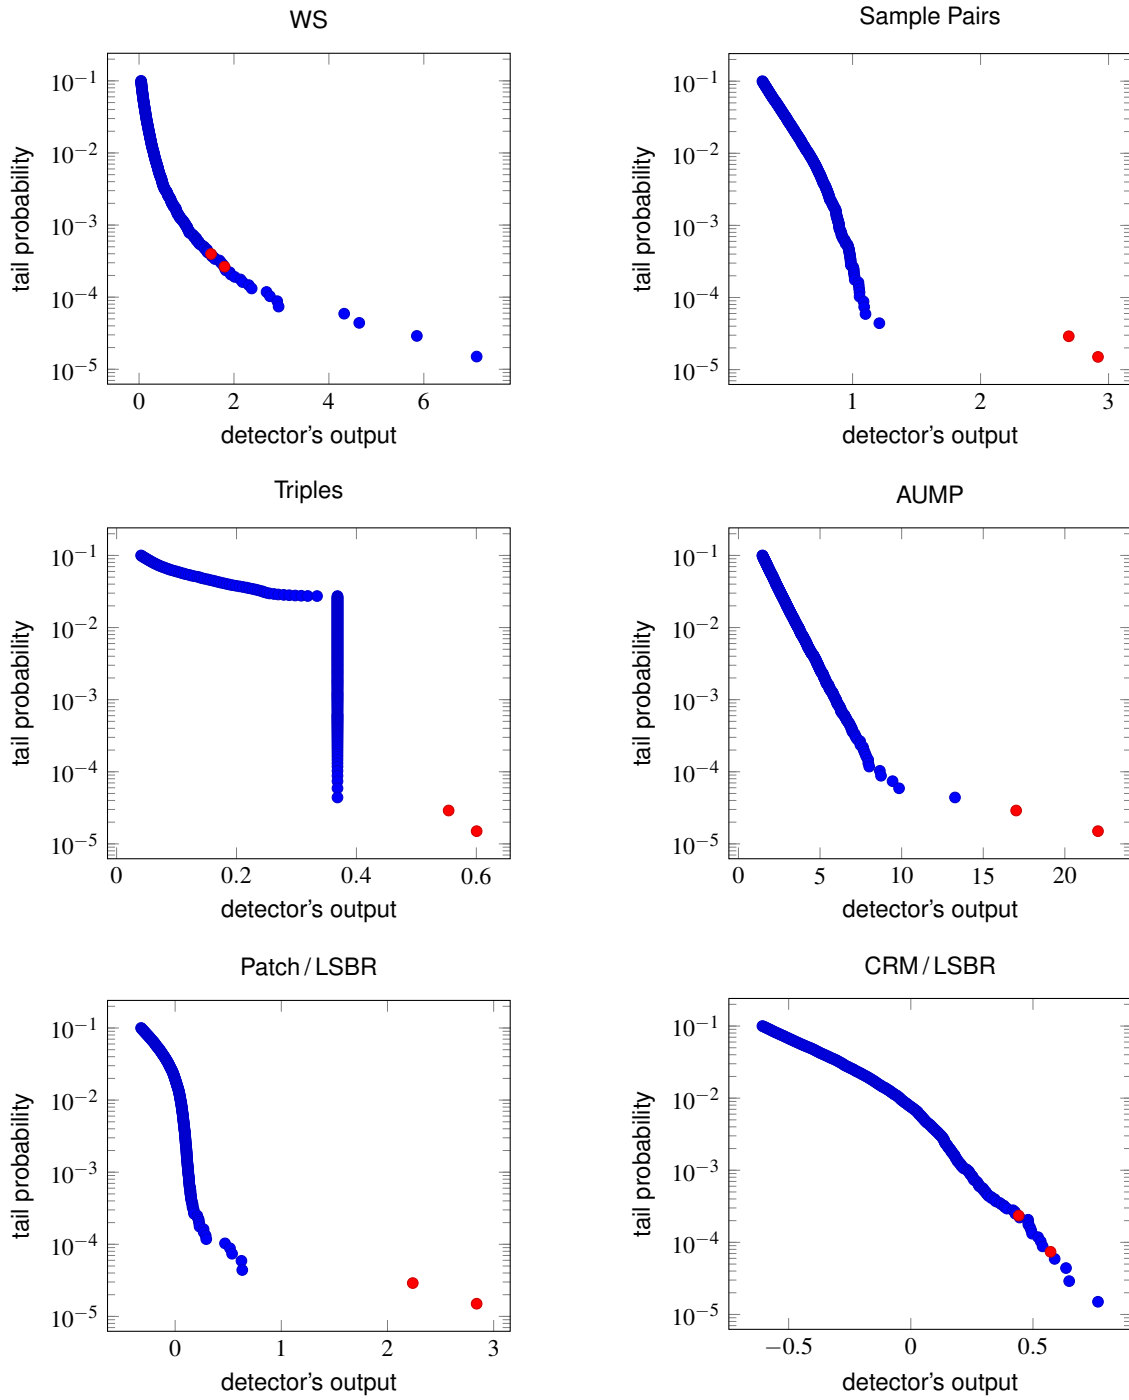 WS
Sample Pairs
10^{-1}
10^{-2}
10^{-3}
10^{-4}
10^{-5}
tail probability
0 2 4 6
detector's output
10^{-1}
10^{-2}
10^{-3}
10^{-4}
10^{-5}
tail probability
1 2 3
detector's output
Triples
AUMP
10^{-1}
10^{-2}
10^{-3}
10^{-4}
10^{-5}
tail probability
0 0.2 0.4 0.6
detector's output
10^{-1}
10^{-2}
10^{-3}
10^{-4}
10^{-5}
tail probability
0 5 10 15 20
detector's output
Patch / LSBR
CRM / LSBR
10^{-1}
10^{-2}
10^{-3}
10^{-4}
10^{-5}
tail probability
0 1 2 3
detector's output
10^{-1}
10^{-2}
10^{-3}
10^{-4}
10^{-5}
tail probability
−0.5 0 0.5
detector's output